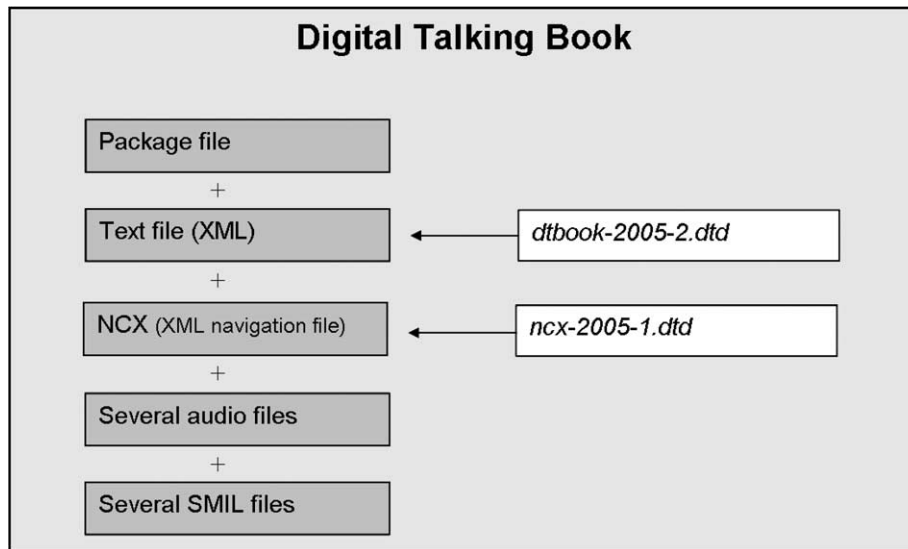 Digital Talking Book
Package file
+
Text file (XML)
dtbook-2005-2.dtd
+
NCX (XML navigation file)
ncx-2005-1.dtd
+
Several audio files
+
Several SMIL files